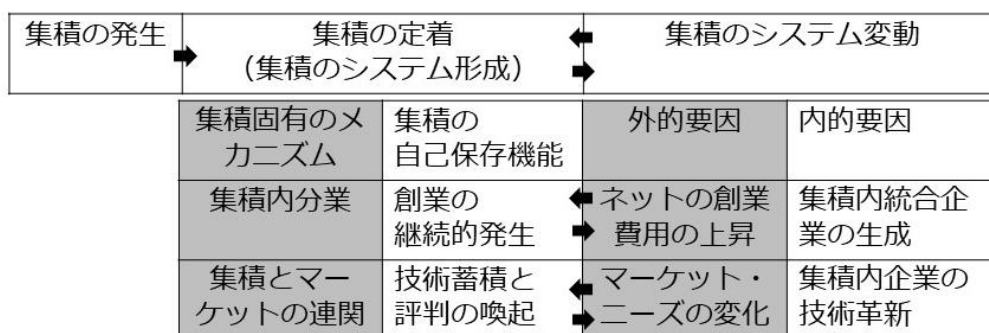 集積の発生
集積の定着
（集積のシステム形成）
集積のシステム変動
集積固有のメ
カニズム
集積の
自己保存機能
外的要因
内的要因
集積内分業
創業の
継続的発生
ネットの創業
費用の上昇
集積内統合企
業の生成
集積とマー
ケットの連関
技術蓄積と
評判の喚起
マーケット・
ニーズの変化
集積内企業の
技術革新